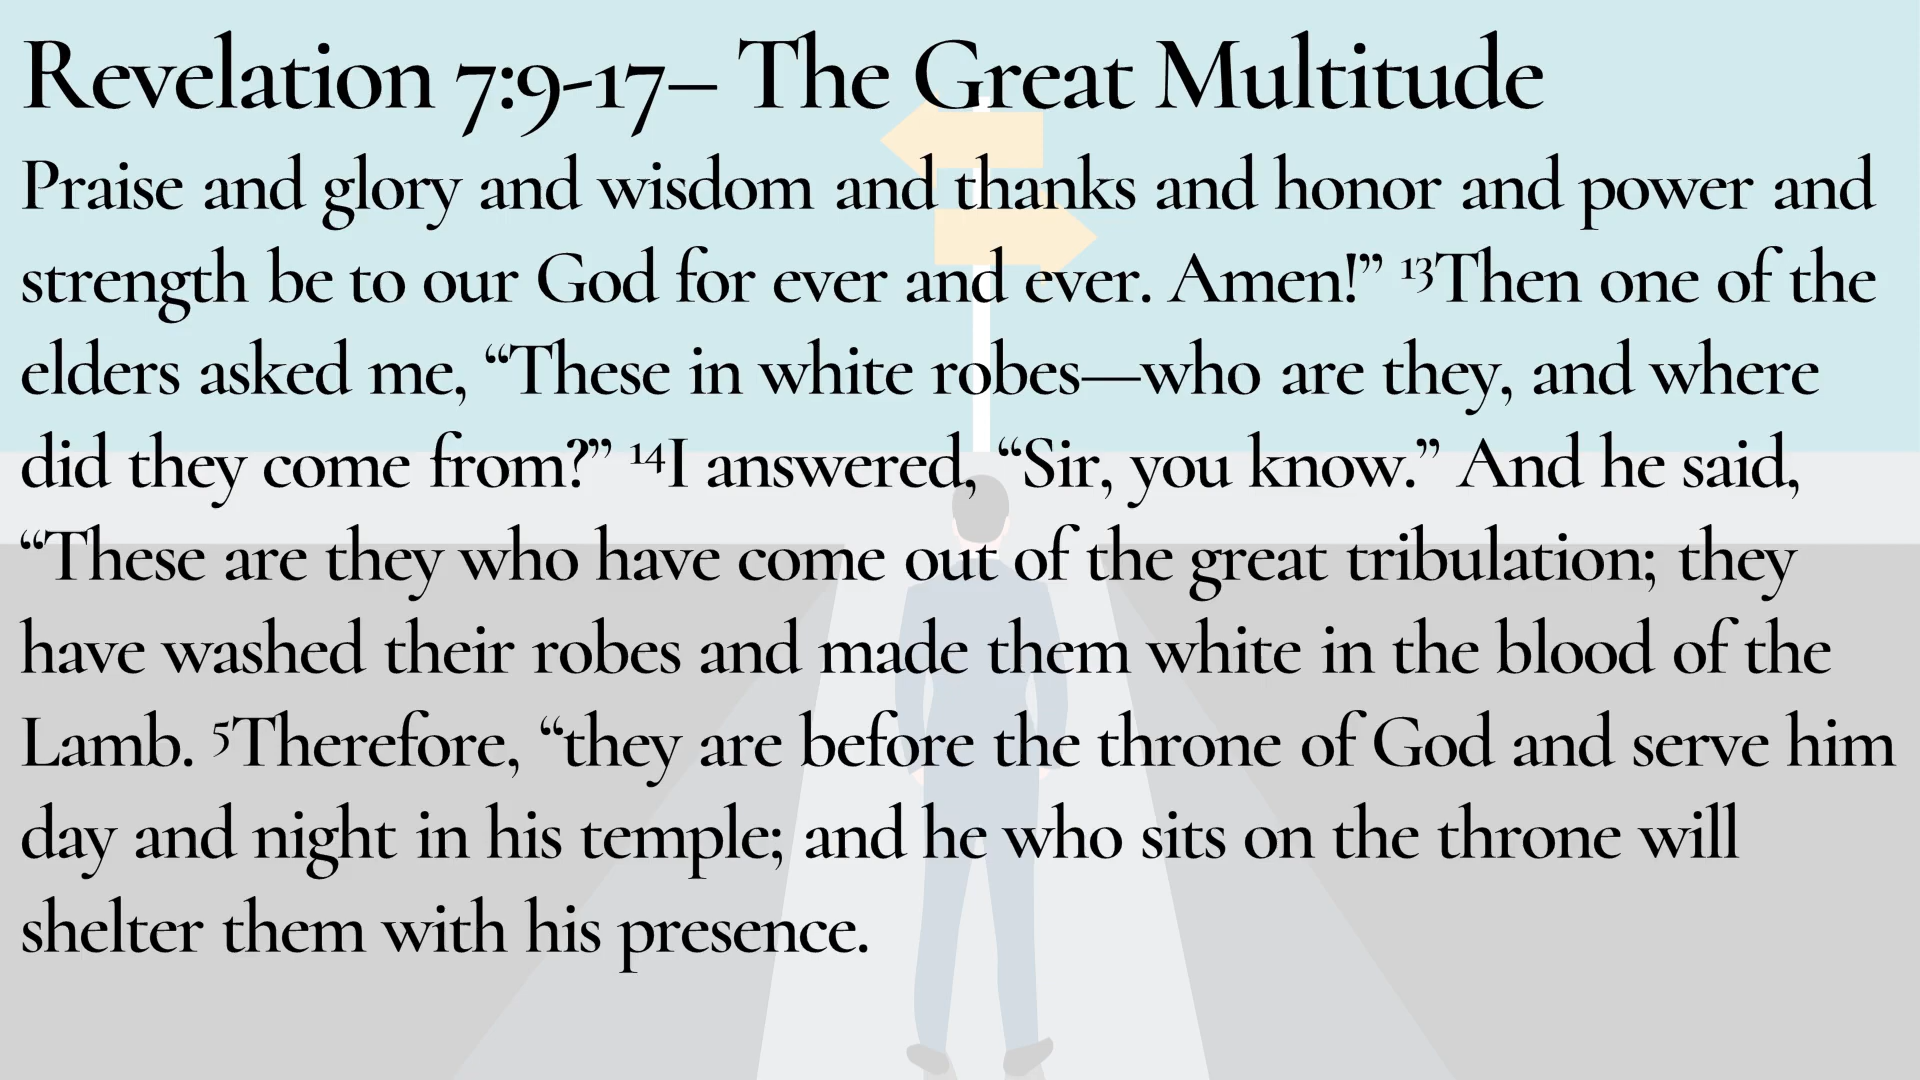 Revelation 7:9-17– The Great Multitude
Praise and glory and wisdom and thanks and honor and power and
strength be to our God for ever and ever. Amen!” ¹³Then one of the
elders asked me, “These in white robes—who are they, and where
did they come from?” ¹⁴I answered, “Sir, you know.” And he said,
“These are they who have come out of the great tribulation; they
have washed their robes and made them white in the blood of the
Lamb. ⁵Therefore, “they are before the throne of God and serve him
day and night in his temple; and he who sits on the throne will
shelter them with his presence.